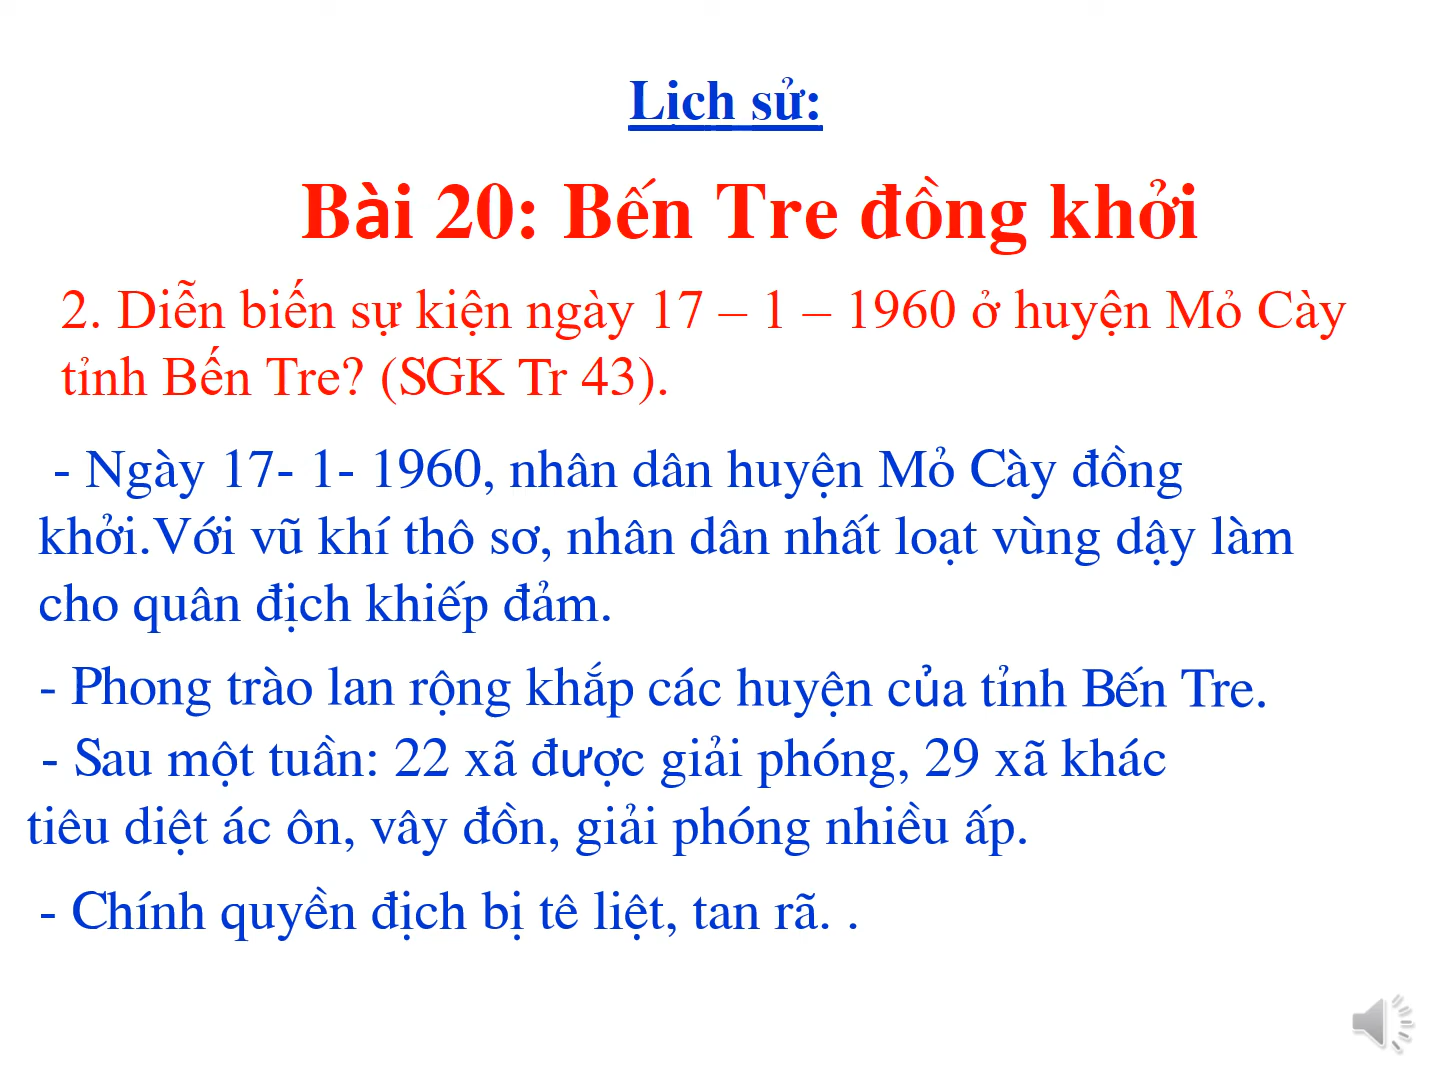 Lịch sử:
Bài 20: Bến Tre đồng khởi
2. Diễn biến sự kiện ngày 17 – 1 – 1960 ở huyện Mỏ Cày
tỉnh Bến Tre? (SGK Tr 43).
- Ngày 17- 1- 1960, nhân dân huyện Mỏ Cày đồng
khởi.Với vũ khí thô sơ, nhân dân nhất loạt vùng dậy làm
cho quân địch khiếp đảm.
- Phong trào lan rộng khắp các huyện của tỉnh Bến Tre.
- Sau một tuần: 22 xã được giải phóng, 29 xã khác
tiêu diệt ác ôn, vây đồn, giải phóng nhiều ấp.
- Chính quyền địch bị tê liệt, tan rã. .